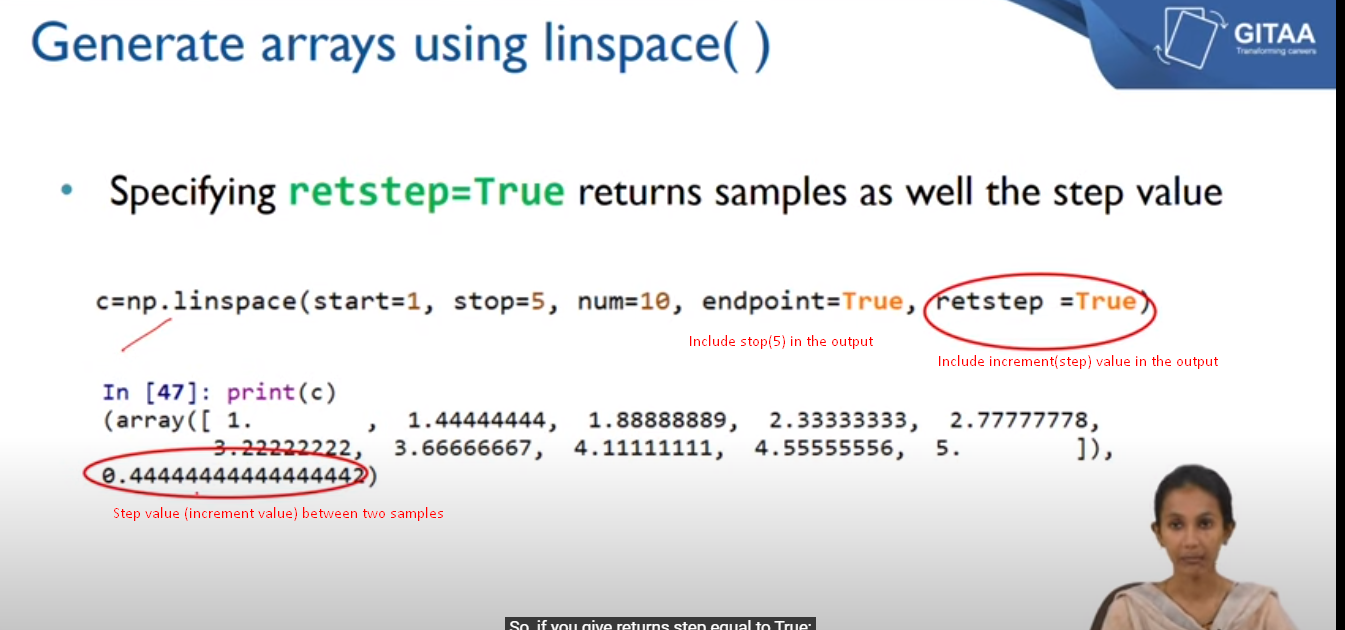 Generate arrays using linspace( )
GITAA
Transforming careers
• Specifying retstep=True returns samples as well the step value
c=np.linspace(start=1, stop=5, num=10, endpoint=True, retstep =True)
Include stop(5) in the output
Include increment(step) value in the output
In [47]: print(c)
(array([ 1.        , 1.44444444, 1.88888889, 2.33333333, 2.77777778,
3.22222222, 3.66666667, 4.11111111, 4.55555556, 5.        ]),
0.44444444444444442)
Step value (increment value) between two samples
So, if you give returns step equal to True;